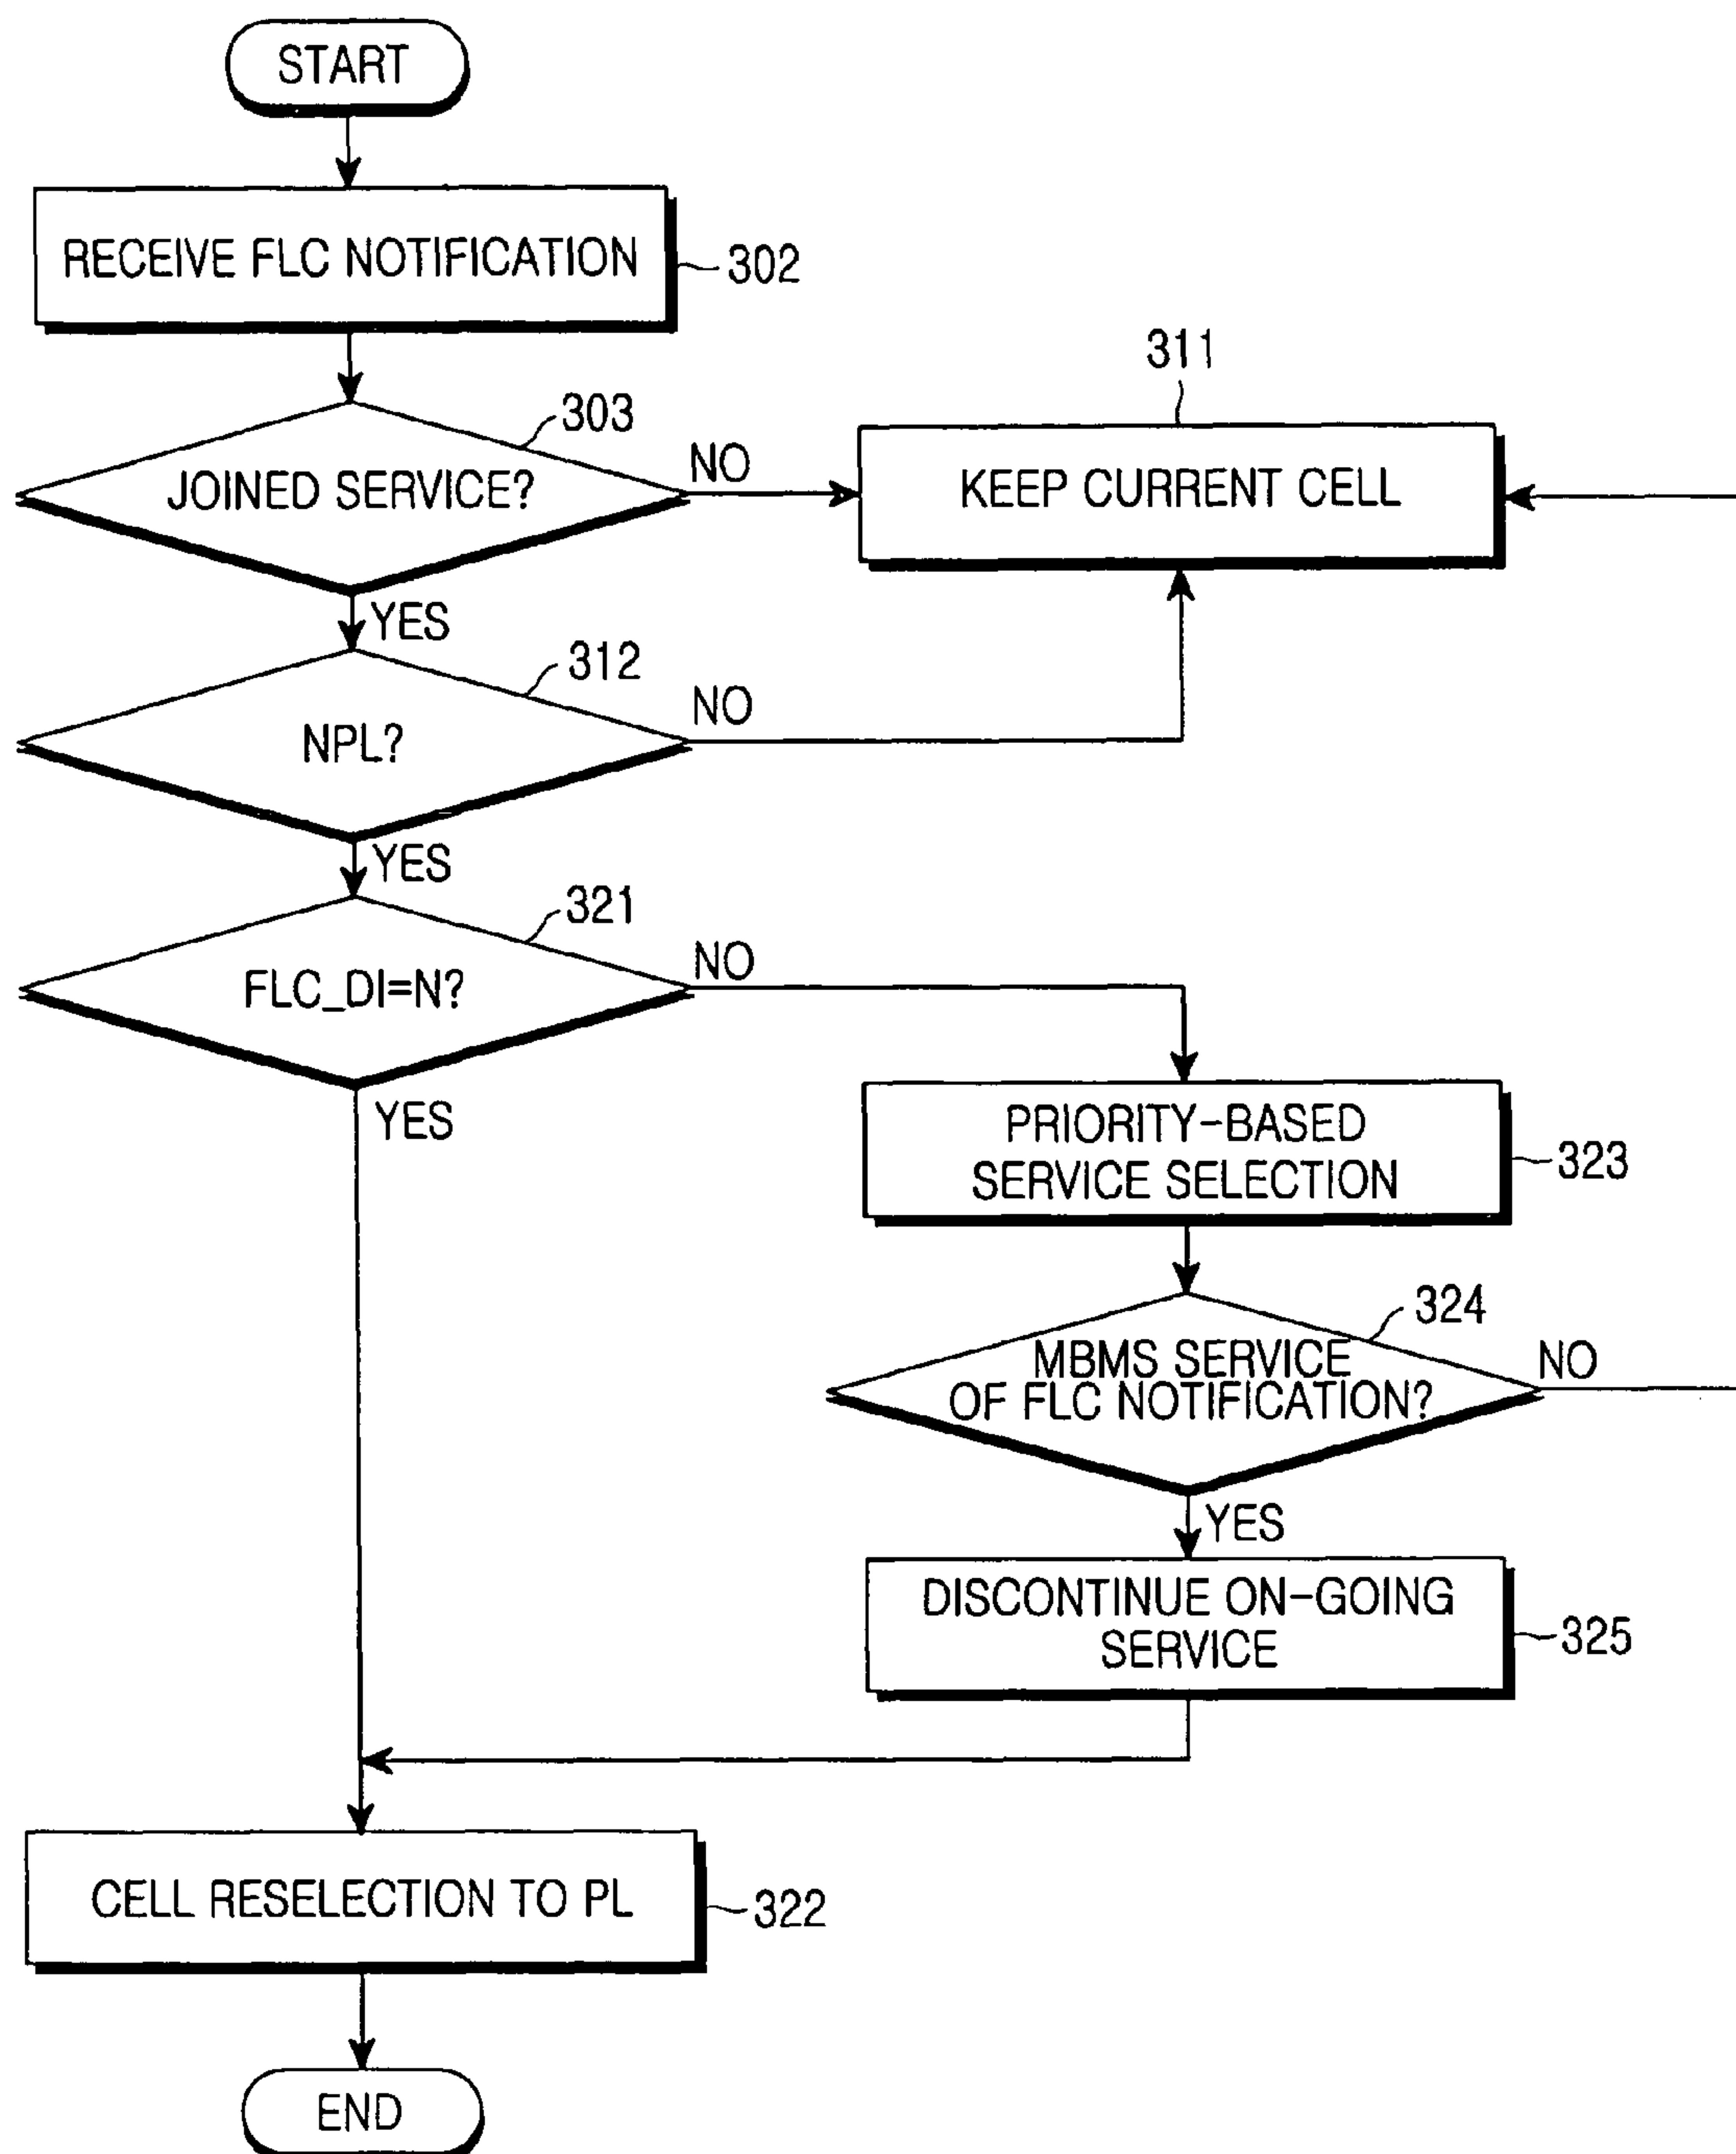 START
RECEIVE FLC NOTIFICATION
302
303
JOINED SERVICE?
NO
YES
311
KEEP CURRENT CELL
312
NPL?
NO
YES
321
FLC_DI=N?
NO
YES
PRIORITY-BASED
SERVICE SELECTION
323
324
MBMS SERVICE
OF FLC NOTIFICATION?
NO
YES
DISCONTINUE ON-GOING
SERVICE
325
CELL RESELECTION TO PL
322
END